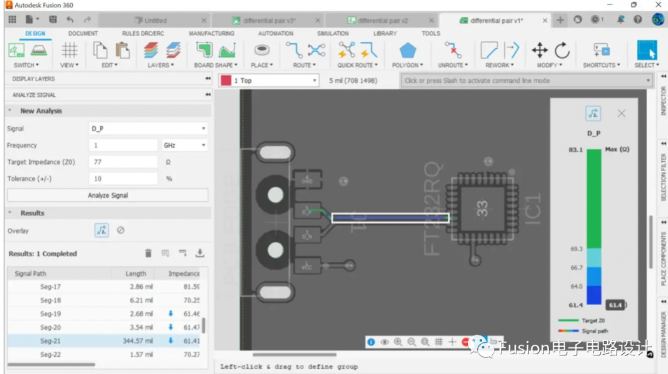 Autodesk Fusion 360
Untitled
differential pair v3*
differential pair v2
differential pair v1*
DESIGN DOCUMENT RULES DRC/ERC MANUFACTURING AUTOMATION SIMULATION LIBRARY TOOLS
SWITCH VIEW EDIT LAYERS BOARD SHAPE PLACE ROUTE QUICK ROUTE POLYGON UNROUTE REWORK MODIFY SHORTCUTS SELECT
DISPLAY LAYERS
1 Top
5 mil (708 1498)
Click or press Slash to activate command line mode
ANALYZE SIGNAL
New Analysis
Signal D_P
Frequency 1 GHz
Target Impedance (Z0) 77 Ω
Tolerance (+/-) 10 %
Analyze Signal
Results
Overlay
Results: 1 Completed
Signal Path Length Impedance
Seg-17 2.86 mil 81.59
Seg-18 6.21 mil 70.25
Seg-19 2.68 mil 61.46
Seg-20 3.54 mil 61.47
Seg-21 344.57 mil 61.41
Seg-22 1.57 mil 70.27
FT232RQ
33
IC1
D_P
83.1 Max (Ω)
69.3
66.7
64.0
61.4 61.4
Target Z0
Signal path
INSPECTOR
SELECTION FILTER
PLACE COMPONENTS
DESIGN MANAGER
Left-click & drag to define group
Fusion电子电路设计